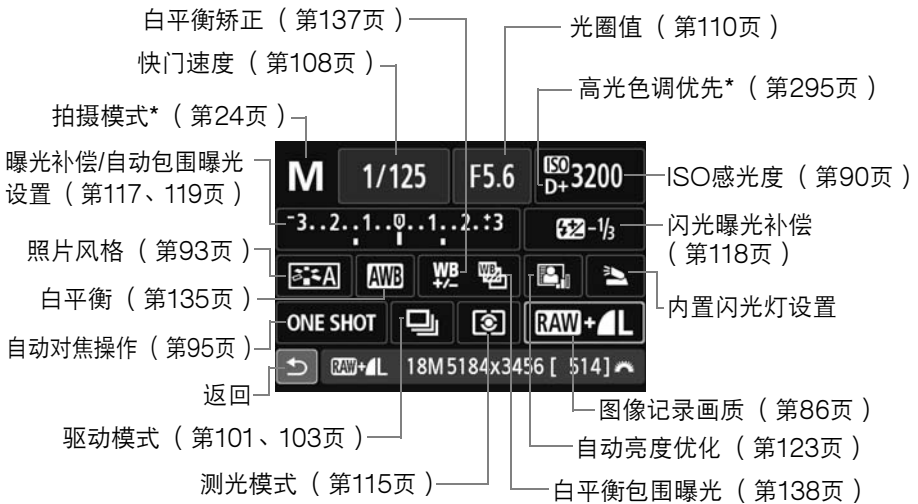 白平衡矫正（第137页）
光圈值（第110页）
快门速度（第108页）
高光色调优先*（第295页）
拍摄模式*（第24页）
曝光补偿/自动包围曝光
设置（第117、119页）
M 1/125 F5.6 ISO D+ 3200
ISO感光度（第90页）
-3..2..1..0..1..2.:+3
-1/3
闪光曝光补偿
（第118页）
照片风格（第93页）
A AWB WB +/- WB
白平衡（第135页）
内置闪光灯设置
ONE SHOT RAW+L
自动对焦操作（第95页）
RAW+L 18M 5184x3456 [ 514]
返回
图像记录画质（第86页）
驱动模式（第101、103页）
自动亮度优化（第123页）
测光模式（第115页）
白平衡包围曝光（第138页）